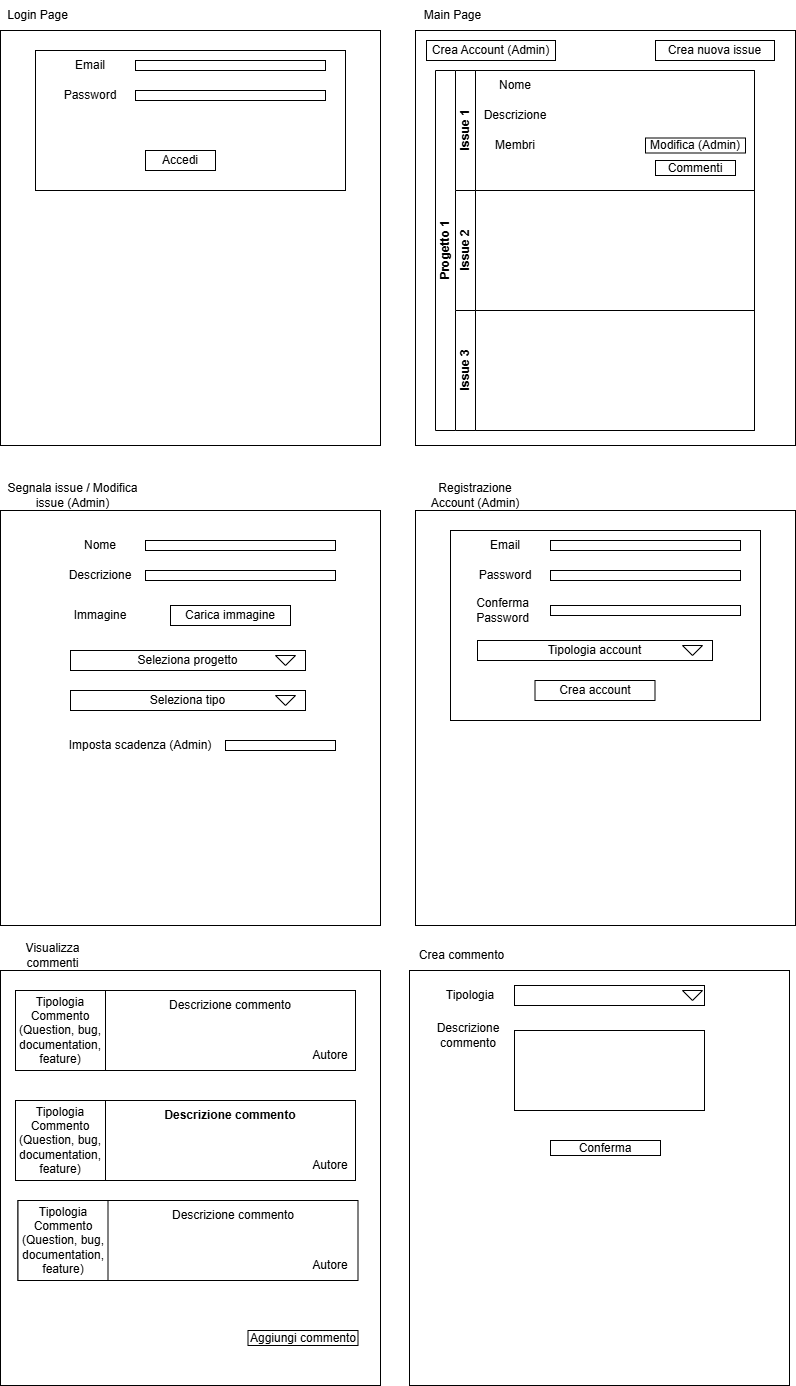 Login Page
Email
Password
Accedi
Main Page
Crea Account (Admin)
Crea nuova issue
Progetto 1
Issue 1
Nome
Descrizione
Membri
Modifica (Admin)
Commenti
Issue 2
Issue 3
Segnala issue / Modifica
issue (Admin)
Nome
Descrizione
Immagine
Carica immagine
Seleziona progetto
Seleziona tipo
Imposta scadenza (Admin)
Registrazione
Account (Admin)
Email
Password
Conferma
Password
Tipologia account
Crea account
Visualizza
commenti
Tipologia
Commento
(Question, bug,
documentation,
feature)
Descrizione commento
Autore
Tipologia
Commento
(Question, bug,
documentation,
feature)
Descrizione commento
Autore
Tipologia
Commento
(Question, bug,
documentation,
feature)
Descrizione commento
Autore
Aggiungi commento
Crea commento
Tipologia
Descrizione
commento
Conferma